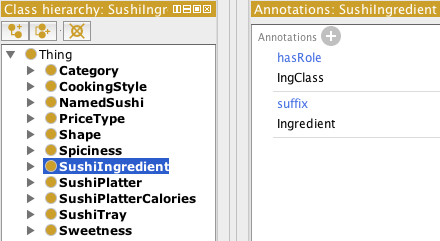 Class hierarchy: SushiIngr
Thing
Category
CookingStyle
NamedSushi
PriceType
Shape
Spiciness
SushiIngredient
SushiPlatter
SushiPlatterCalories
SushiTray
Sweetness
Annotations: SushiIngredient
Annotations
hasRole
IngClass
suffix
Ingredient